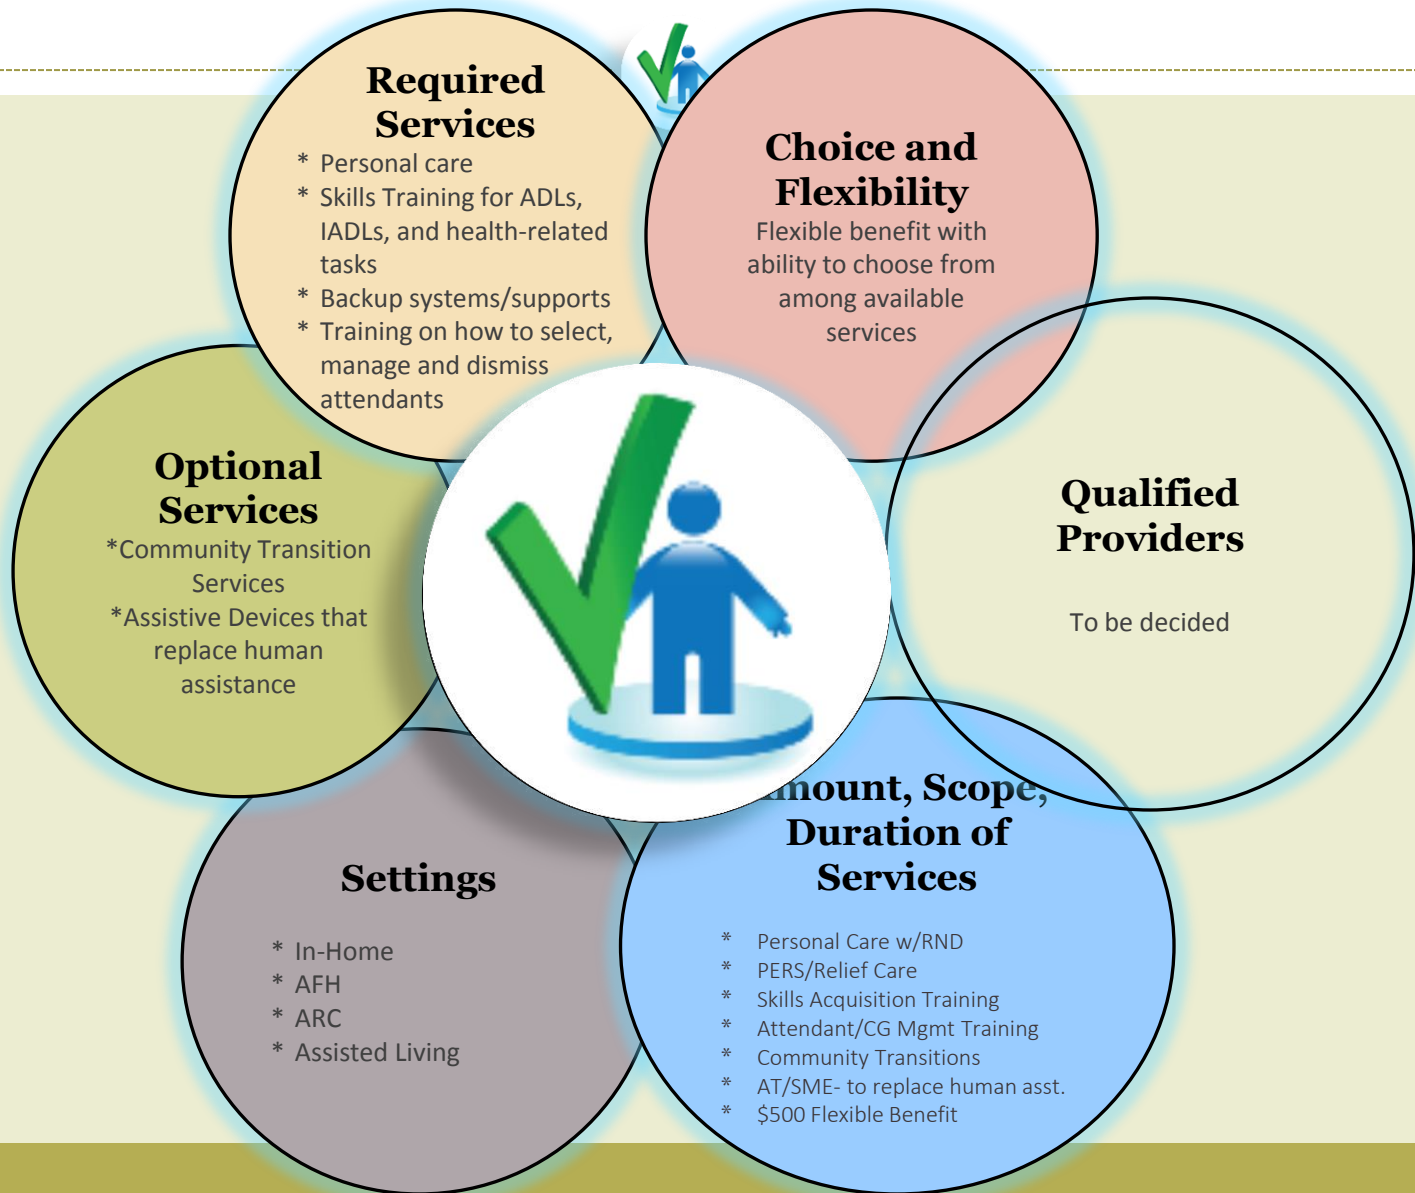 Required
Services
* Personal care
* Skills Training for ADLs,
IADLs, and health-related
tasks
* Backup systems/supports
* Training on how to select,
manage and dismiss
attendants
Choice and
Flexibility
Flexible benefit with
ability to choose from
among available
services
Optional
Services
*Community Transition
Services
*Assistive Devices that
replace human
assistance
Qualified
Providers
To be decided
Settings
* In-Home
* AFH
* ARC
* Assisted Living
mount, Scope,
Duration of
Services
* Personal Care w/RND
* PERS/Relief Care
* Skills Acquisition Training
* Attendant/CG Mgmt Training
* Community Transitions
* AT/SME- to replace human asst.
* $500 Flexible Benefit